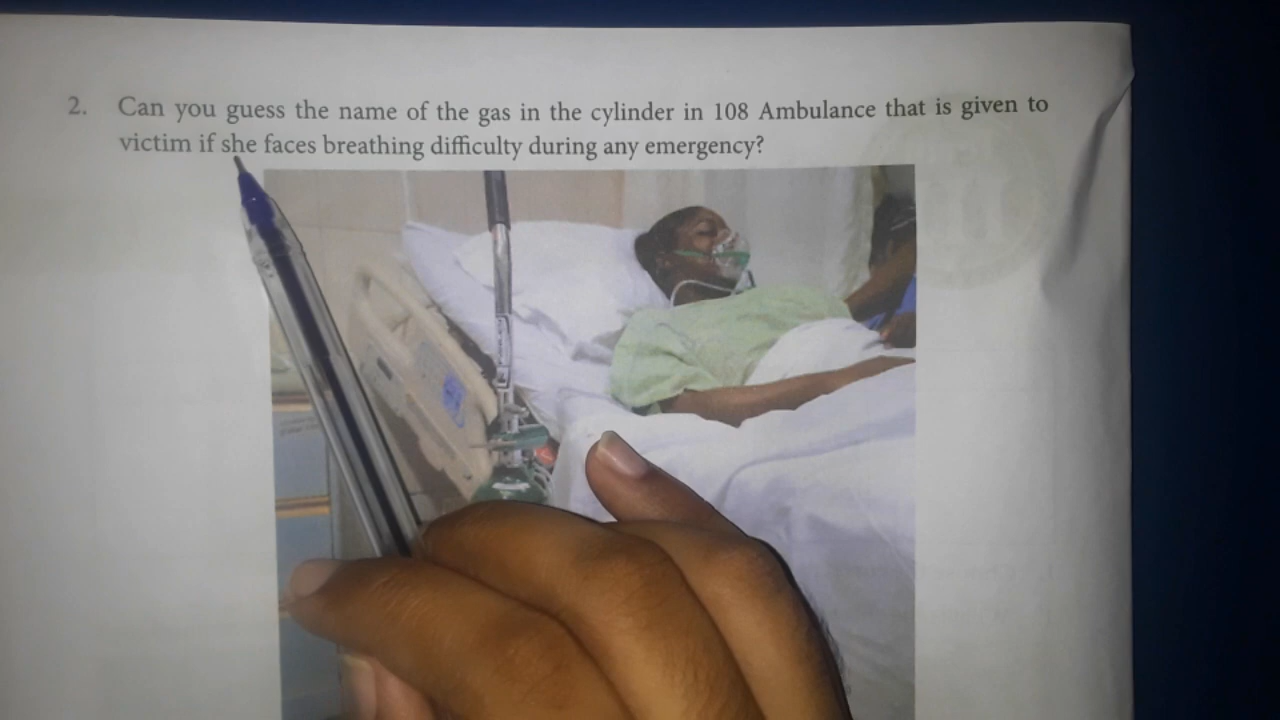 2. Can you guess the name of the gas in the cylinder in 108 Ambulance that is given to
victim if she faces breathing difficulty during any emergency?